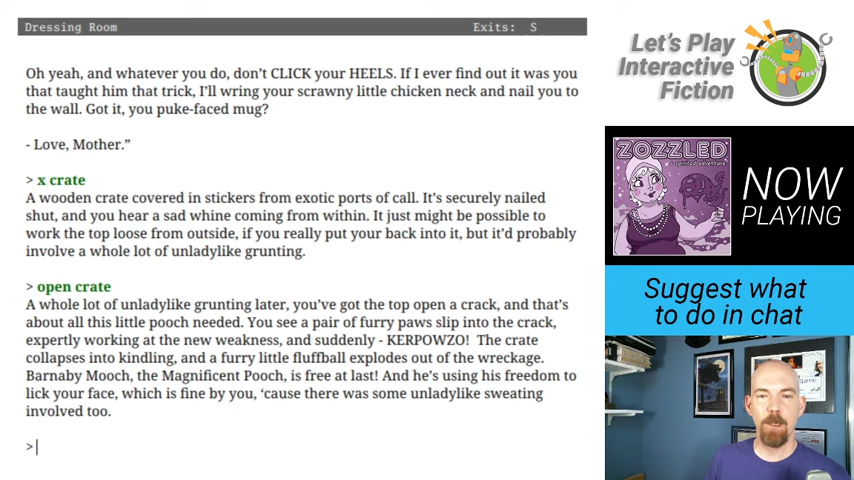 Dressing Room Exits: S
Oh yeah, and whatever you do, don't CLICK your HEELS. If I ever find out it was you
that taught him that trick, I'll wring your scrawny little chicken neck and nail you to
the wall. Got it, you puke-faced mug?
- Love, Mother.”
> x crate
A wooden crate covered in stickers from exotic ports of call. It's securely nailed
shut, and you hear a sad whine coming from within. It just might be possible to
work the top loose from outside, if you really put your back into it, but it'd probably
involve a whole lot of unladylike grunting.
> open crate
A whole lot of unladylike grunting later, you've got the top open a crack, and that's
about all this little pooch needed. You see a pair of furry paws slip into the crack,
expertly working at the new weakness, and suddenly - KERPOWZO! The crate
collapses into kindling, and a furry little fluffball explodes out of the wreckage.
Barnaby Mooch, the Magnificent Pooch, is free at last! And he's using his freedom to
lick your face, which is fine by you, ‘cause there was some unladylike sweating
involved too.
>
Let's Play
Interactive
Fiction
ZOZZLED
a spirited adventure
NOW
PLAYING
Suggest what
to do in chat